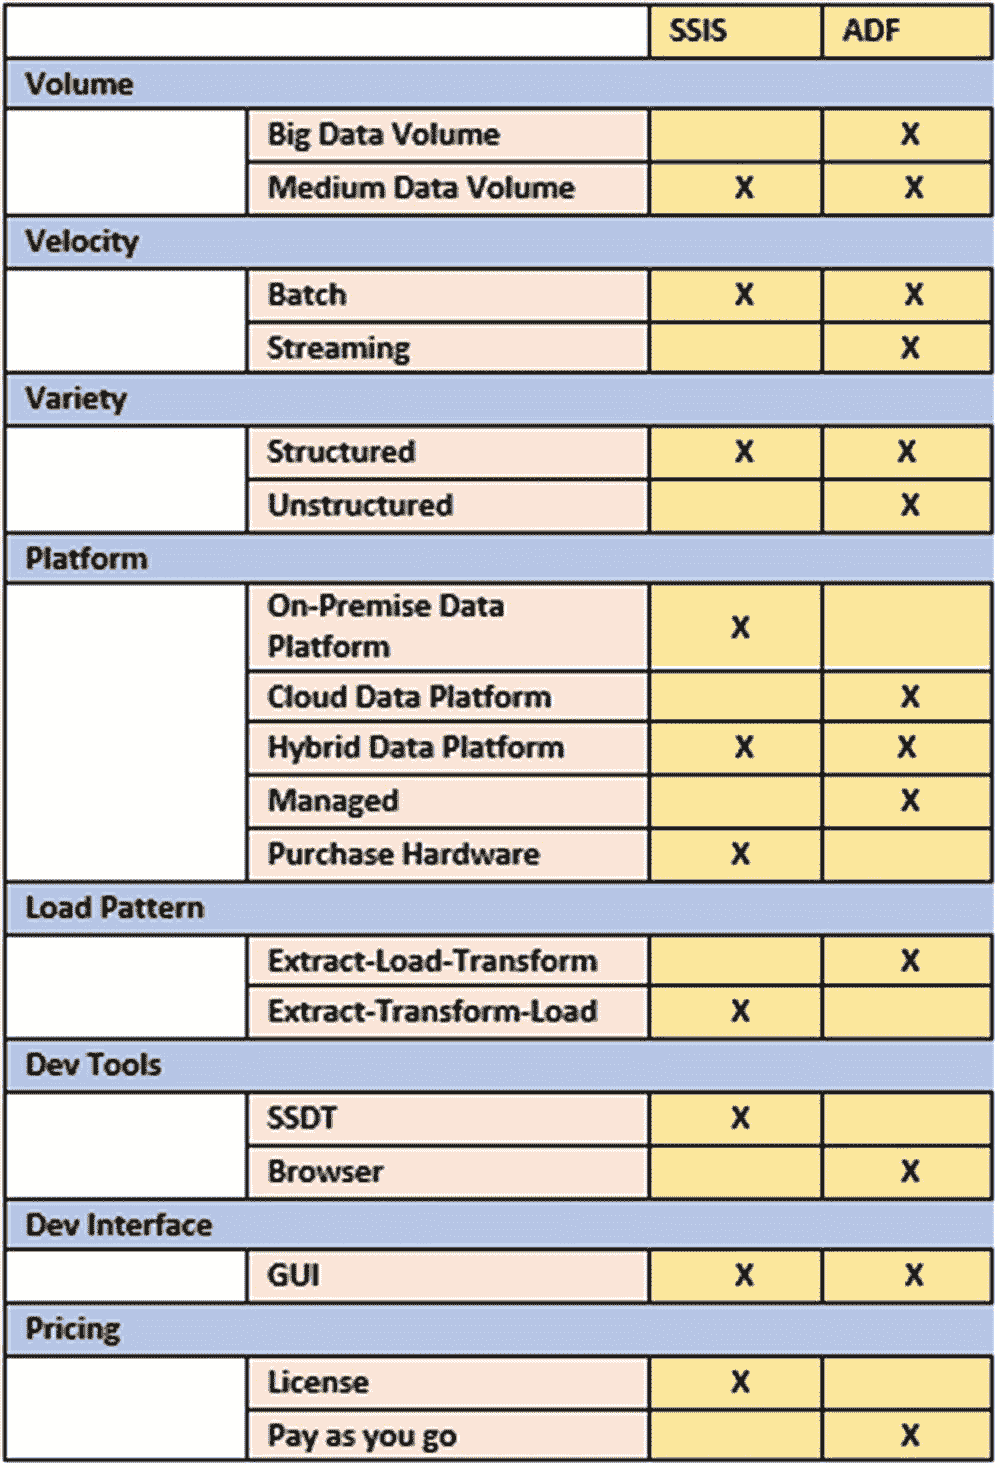 SSIS ADF
Volume
Big Data Volume X
Medium Data Volume X X
Velocity
Batch X X
Streaming X
Variety
Structured X X
Unstructured X
Platform
On-Premise Data
Platform X
Cloud Data Platform X
Hybrid Data Platform X X
Managed X
Purchase Hardware X
Load Pattern
Extract-Load-Transform X
Extract-Transform-Load X
Dev Tools
SSDT X
Browser X
Dev Interface
GUI X X
Pricing
License X
Pay as you go X